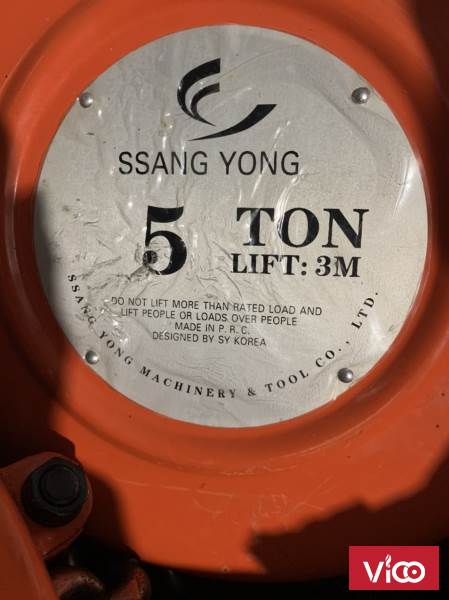 SSANG YONG
5 TON
LIFT: 3M
DO NOT LIFT MORE THAN RATED LOAD AND
LIFT PEOPLE OR LOADS OVER PEOPLE
MADE IN P.R.C.
DESIGNED BY SY KOREA
SSANG YONG MACHINERY & TOOL CO., LTD.
VICO